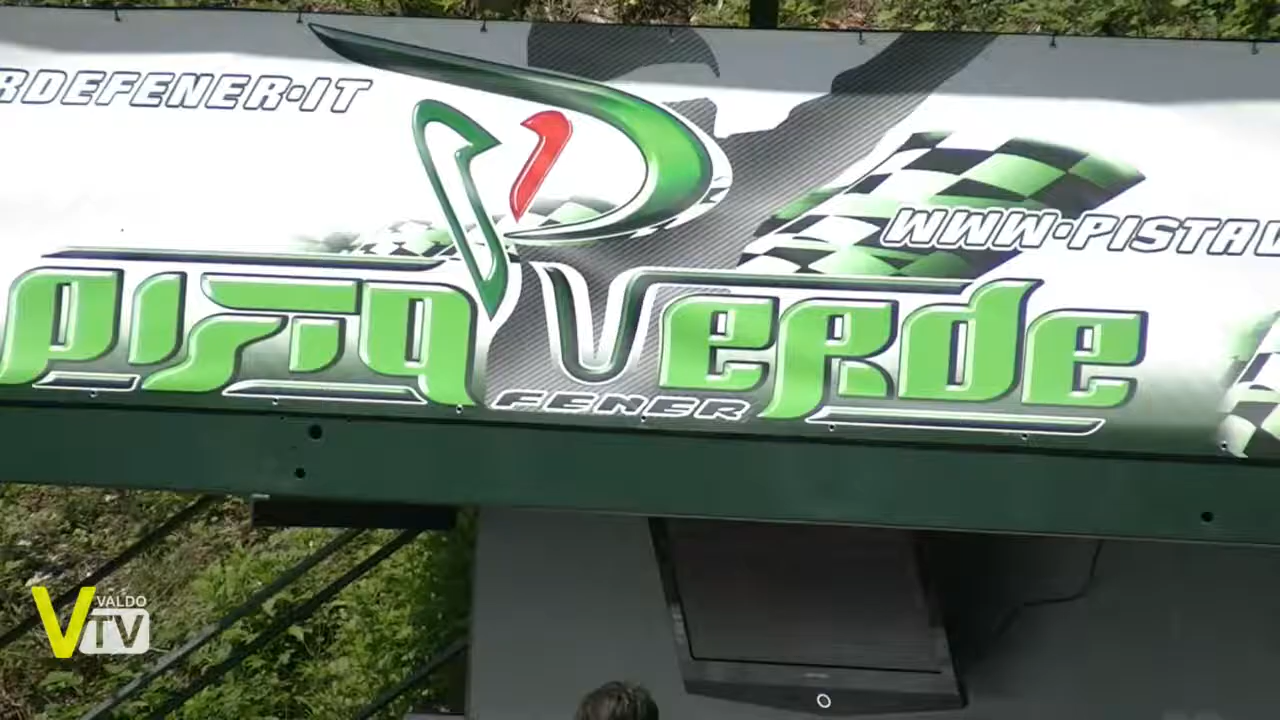 RDEFENER·IT
WWW·PISTAV
pista Verde
FENER
VALDO
TV